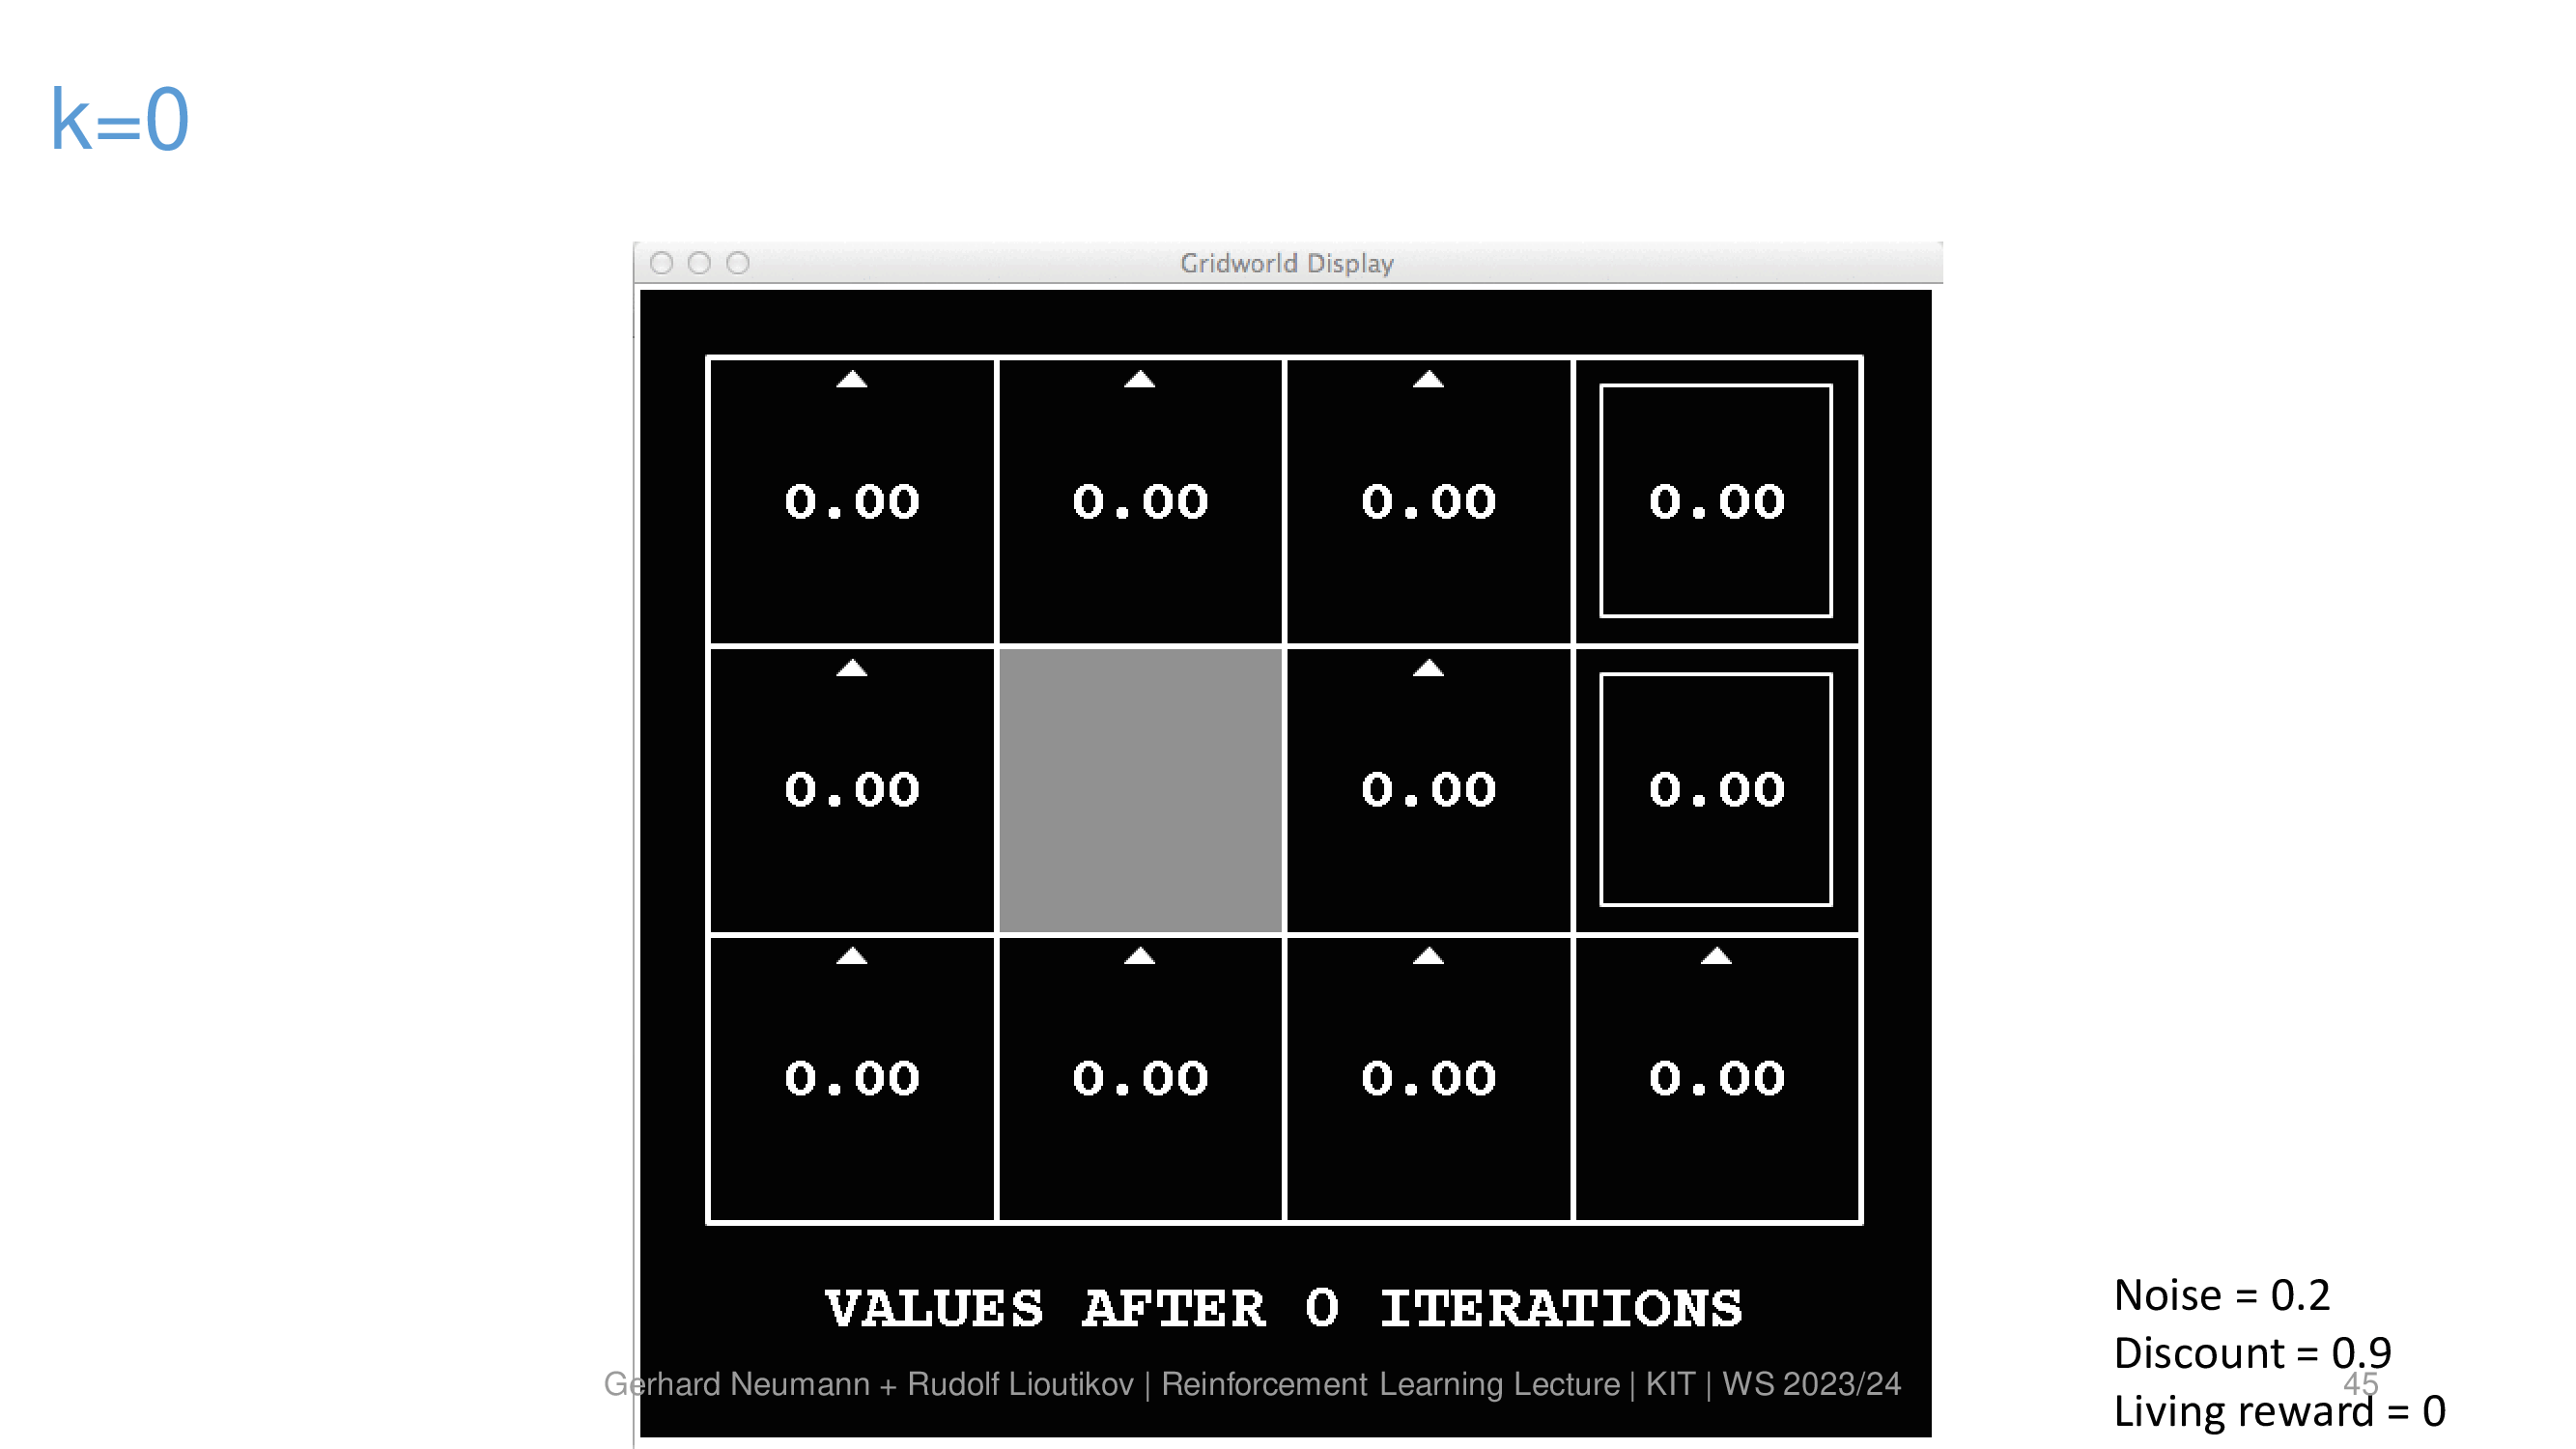 k=0
Gridworld Display
0.00 0.00 0.00 0.00
0.00 0.00 0.00
0.00 0.00 0.00 0.00
VALUES AFTER 0 ITERATIONS
Noise = 0.2
Discount = 0.9
Living reward = 0
Gerhard Neumann + Rudolf Lioutikov | Reinforcement Learning Lecture | KIT | WS 2023/24
45